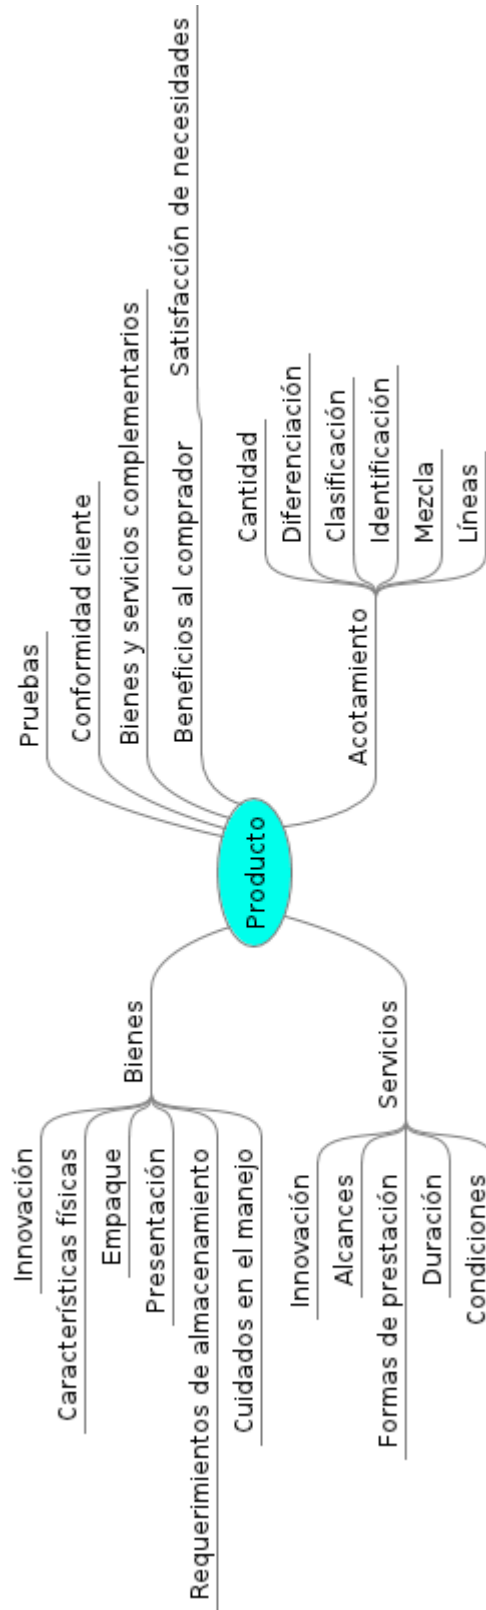 Producto
Bienes
Innovación
Características físicas
Empaque
Presentación
Requerimientos de almacenamiento
Cuidados en el manejo
Servicios
Innovación
Alcances
Formas de prestación
Duración
Condiciones
Pruebas
Conformidad cliente
Bienes y servicios complementarios
Beneficios al comprador
Satisfacción de necesidades
Acotamiento
Cantidad
Diferenciación
Clasificación
Identificación
Mezcla
Líneas